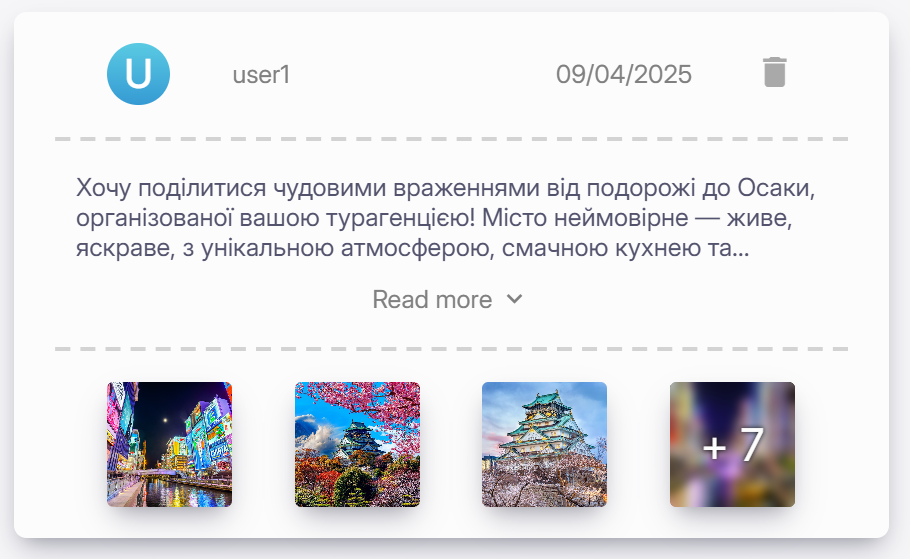 U
user1
09/04/2025
Хочу поділитися чудовими враженнями від подорожі до Осаки,
організованої вашою турагенцією! Місто неймовірне — живе,
яскраве, з унікальною атмосферою, смачною кухнею та...
Read more
+ 7